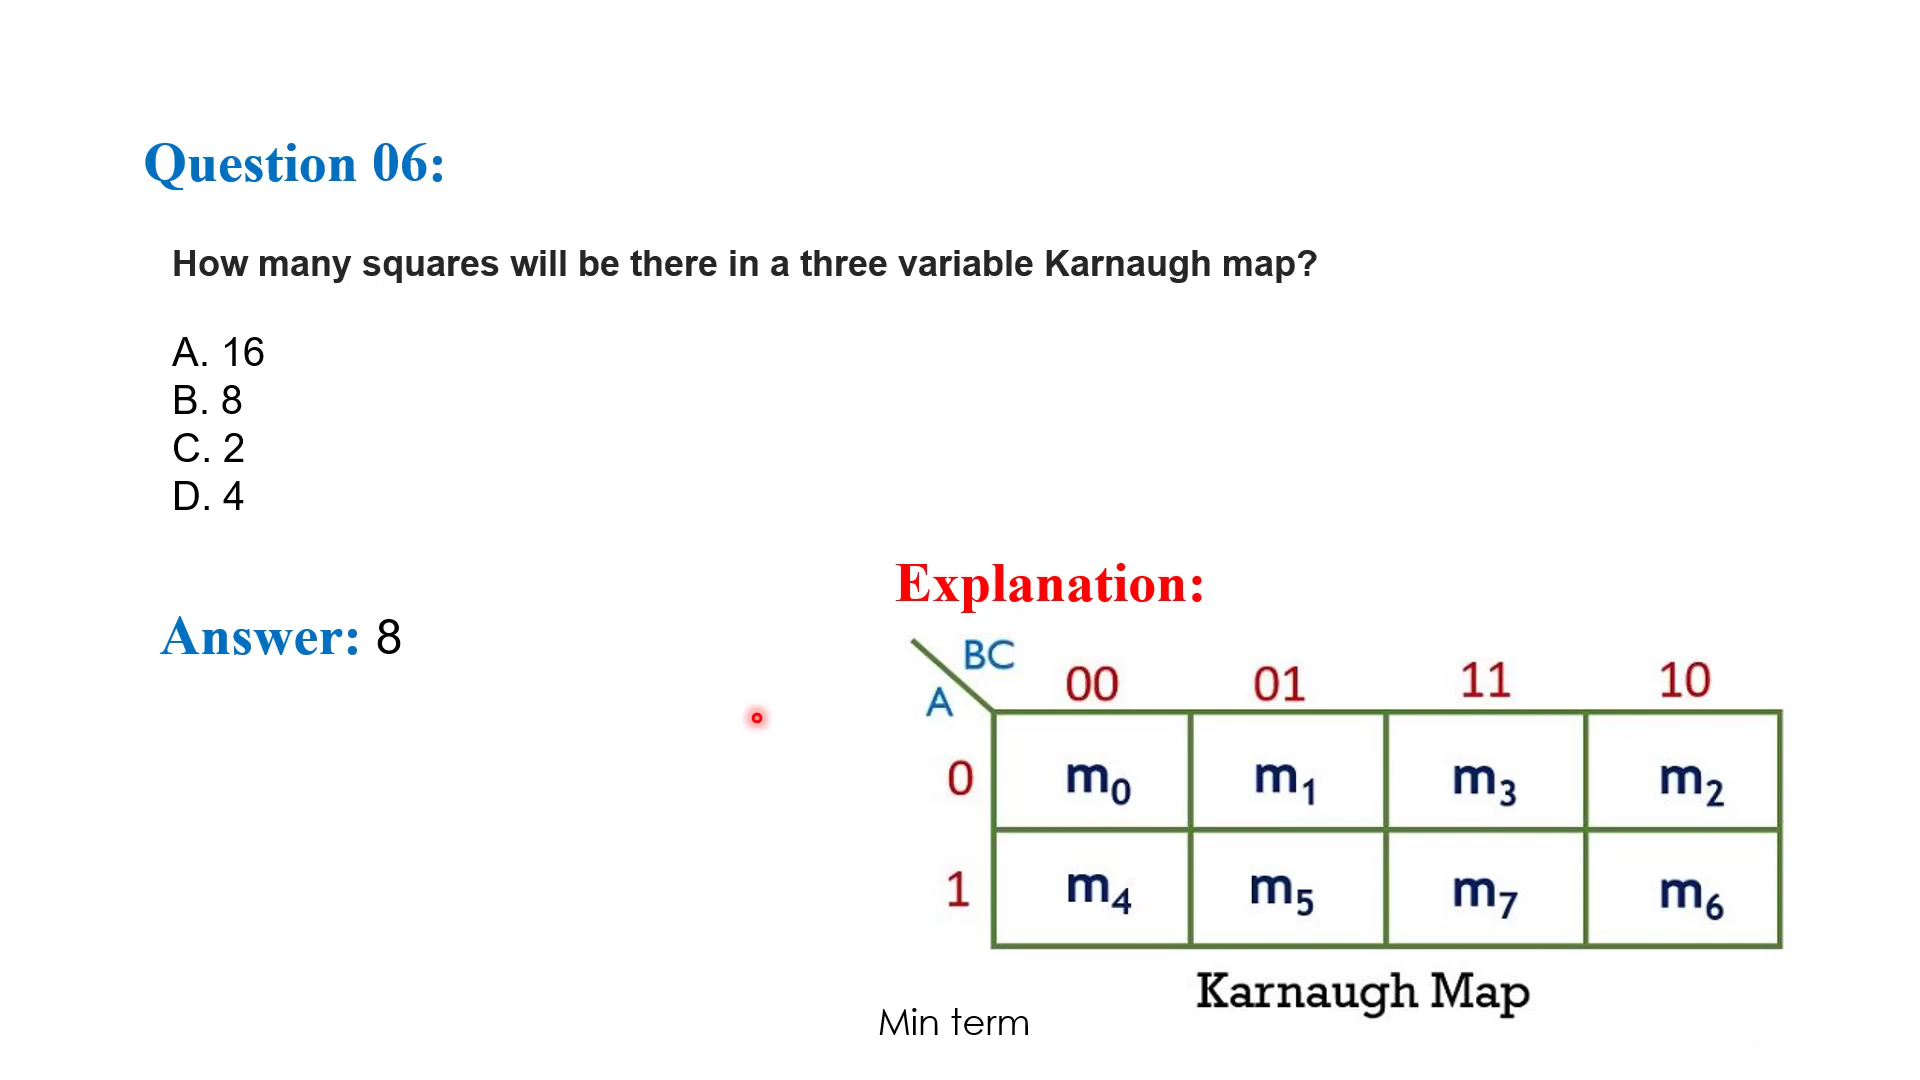 Question 06:
How many squares will be there in a three variable Karnaugh map?
A. 16
B. 8
C. 2
D. 4
Answer: 8
Explanation:
BC
A
00 01 11 10
0 m0 m1 m3 m2
1 m4 m5 m7 m6
Karnaugh Map
Min term